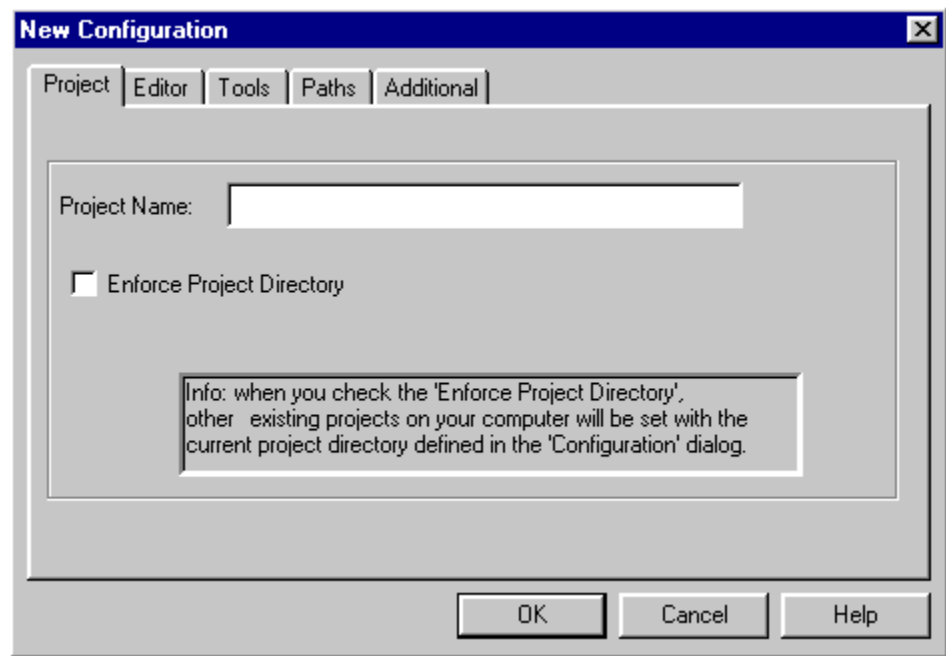 New Configuration
Project Editor Tools Paths Additional
Project Name:
Enforce Project Directory
Info: when you check the 'Enforce Project Directory',
other existing projects on your computer will be set with the
current project directory defined in the 'Configuration' dialog.
OK Cancel Help